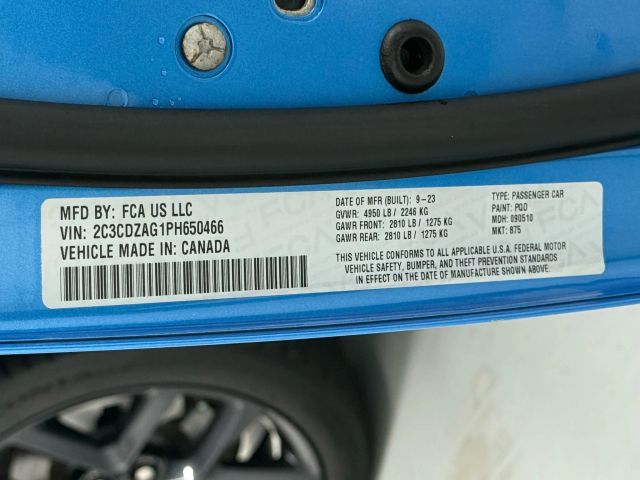 MFD BY: FCA US LLC
VIN: 2C3CDZAG1PH650466
VEHICLE MADE IN: CANADA
DATE OF MFR (BUILT): 9-23
GVWR: 4950 LB / 2246 KG
GAWR FRONT: 2810 LB / 1275 KG
GAWR REAR: 2810 LB / 1275 KG
TYPE: PASSENGER CAR
PAINT: PQD
MDH: 090510
MKT: 875
THIS VEHICLE CONFORMS TO ALL APPLICABLE U.S.A. FEDERAL MOTOR
VEHICLE SAFETY, BUMPER, AND THEFT PREVENTION STANDARDS
IN EFFECT ON THE DATE OF MANUFACTURE SHOWN ABOVE.